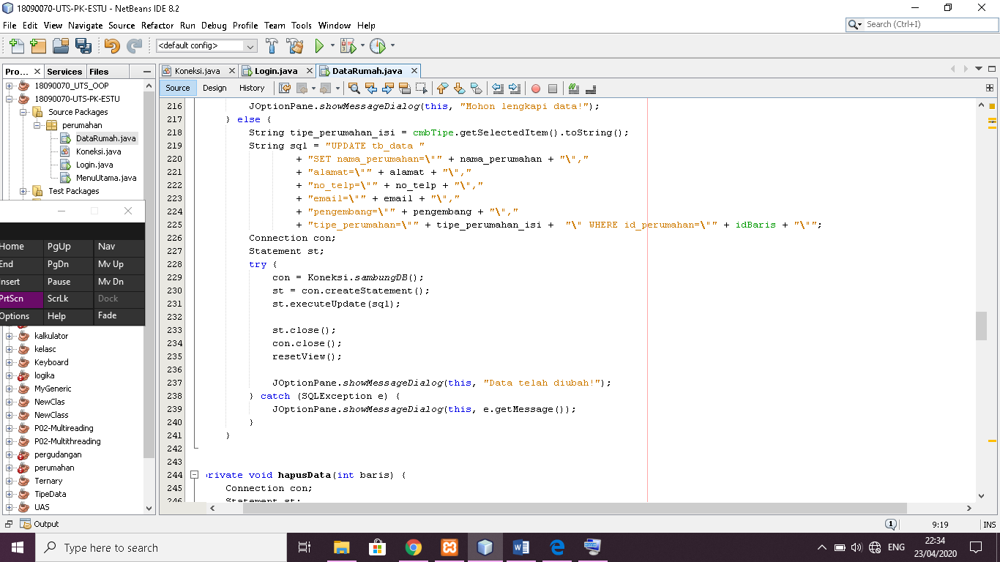 18090070-UTS-PK-ESTU - NetBeans IDE 8.2
File Edit View Navigate Source Refactor Run Debug Profile Team Tools Window Help
Search (Ctrl+I)
<default config>
Pro... Services Files
Koneksi.java Login.java DataRumah.java
Source Design History
18090070_UTS_OOP
18090070-UTS-PK-ESTU
Source Packages
perumahan
DataRumah.java
Koneksi.java
Login.java
MenuUtama.java
Test Packages
Home PgUp Nav
End PgDn Mv Up
Insert Pause Mv Dn
PrtScn ScrLk Dock
Options Help Fade
kalkulator
kelasc
Keyboard
logika
MyGeneric
NewClas
NewClass
P02-Multireading
P02-Multithreading
pergudangan
perumahan
Ternary
TipeData
UAS
216 JOptionPane.showMessageDialog(this, "Mohon lengkapi data!");
217 } else {
218 String tipe_perumahan_isi = cmbTipe.getSelectedItem().toString();
219 String sql = "UPDATE tb_data "
220 + "SET nama_perumahan=\"" + nama_perumahan + "\","
221 + "alamat=\"" + alamat + "\","
222 + "no_telp=\"" + no_telp + "\","
223 + "email=\"" + email + "\","
224 + "pengembang=\"" + pengembang + "\","
225 + "tipe_perumahan=\"" + tipe_perumahan_isi +  "\" WHERE id_perumahan=\"" + idBaris + "\"";
226 Connection con;
227 Statement st;
228 try {
229 con = Koneksi.sambungDB();
230 st = con.createStatement();
231 st.executeUpdate(sql);
232
233 st.close();
234 con.close();
235 resetView();
236
237 JOptionPane.showMessageDialog(this, "Data telah diubah!");
238 } catch (SQLException e) {
239 JOptionPane.showMessageDialog(this, e.getMessage());
240 }
241 }
242
243
244 private void hapusData(int baris) {
245 Connection con;
246 Statement st;
Output
1 9:19 INS
Type here to search
ENG
22:34
23/04/2020